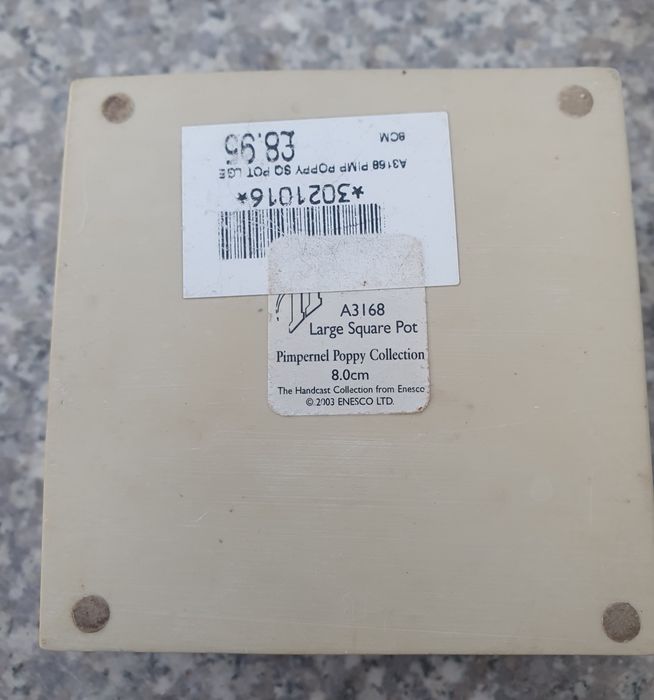 £8.95
BCM
A3168 PIMP POPPY SQ POT LGE
*3021016*
A3168
Large Square Pot
Pimpernel Poppy Collection
8.0cm
The Handcast Collection from Enesco
© 2003 ENESCO LTD.